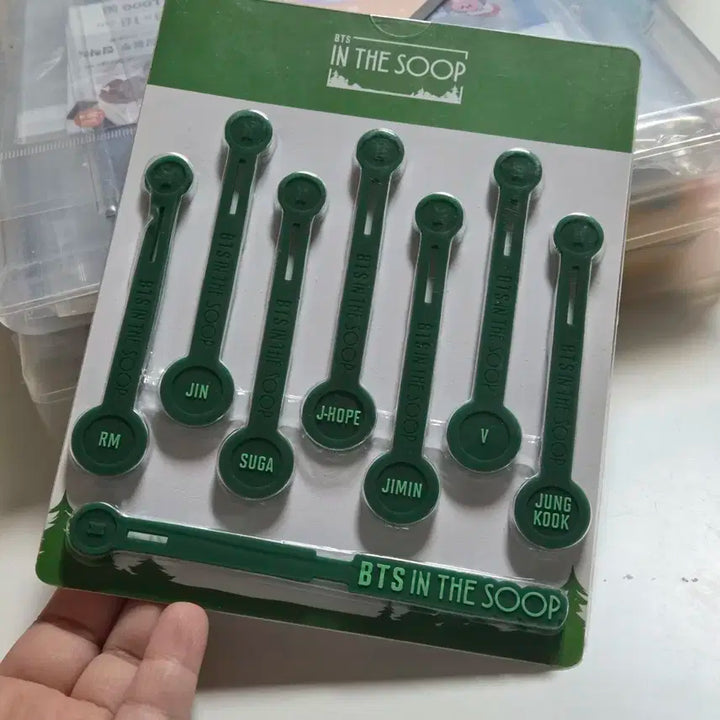 BTS
IN THE SOOP
BTS IN THE SOOP
BTS IN THE SOOP
BTS IN THE SOOP
BTS IN THE SOOP
BTS IN THE SOOP
BTS IN THE SOOP
BTS IN THE SOOP
RM
JIN
SUGA
J-HOPE
JIMIN
V
JUNG
KOOK
BTS IN THE SOOP